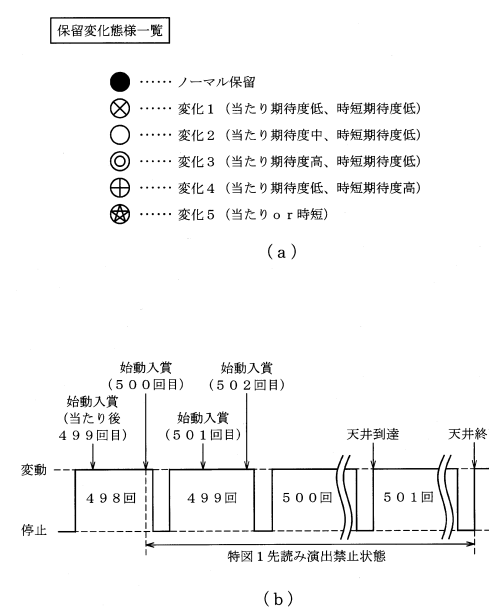 保留変化態様一覧
……ノーマル保留
……変化１（当たり期待度低、時短期待度低）
……変化２（当たり期待度中、時短期待度低）
……変化３（当たり期待度高、時短期待度低）
……変化４（当たり期待度低、時短期待度高）
……変化５（当たりｏｒ時短）
（ａ）
始動入賞
（５００回目）
始動入賞
（５０２回目）
始動入賞
（当たり後
４９９回目）
始動入賞
（５０１回目）
天井到達
天井終
変動
４９８回
４９９回
５００回
５０１回
停止
特図１先読み演出禁止状態
（ｂ）